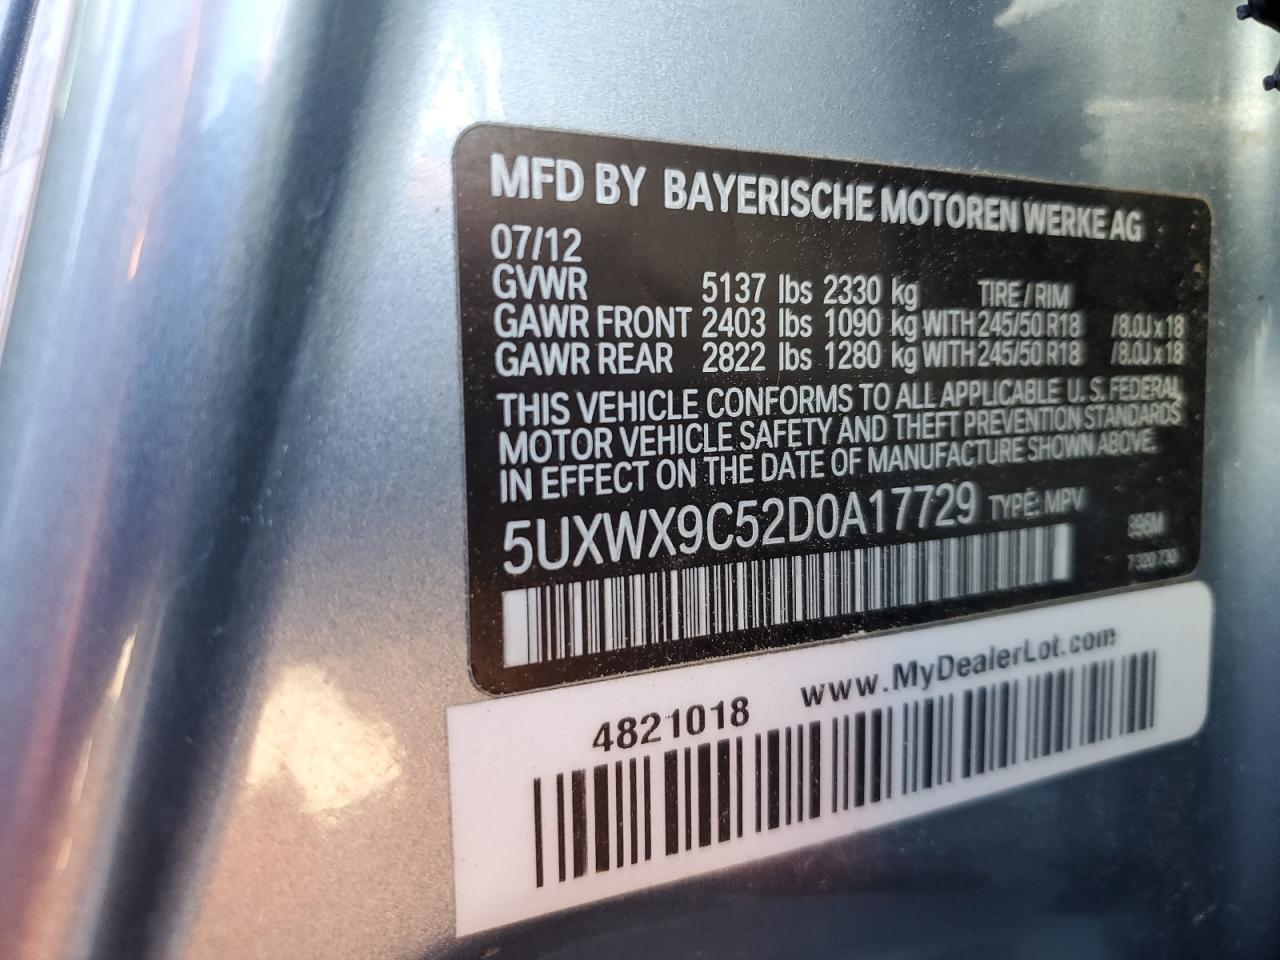 MFD BY BAYERISCHE MOTOREN WERKE AG
07/12
GVWR 5137 lbs 2330 kg TIRE / RIM
GAWR FRONT 2403 lbs 1090 kg WITH 245/50 R18 /8.0J x 18
GAWR REAR 2822 lbs 1280 kg WITH 245/50 R18 /8.0J x 18
THIS VEHICLE CONFORMS TO ALL APPLICABLE U. S. FEDERAL
MOTOR VEHICLE SAFETY AND THEFT PREVENTION STANDARDS
IN EFFECT ON THE DATE OF MANUFACTURE SHOWN ABOVE.
5UXWX9C52D0A17729 TYPE: MPV
896M
7320730
4821018 www.MyDealerLot.com